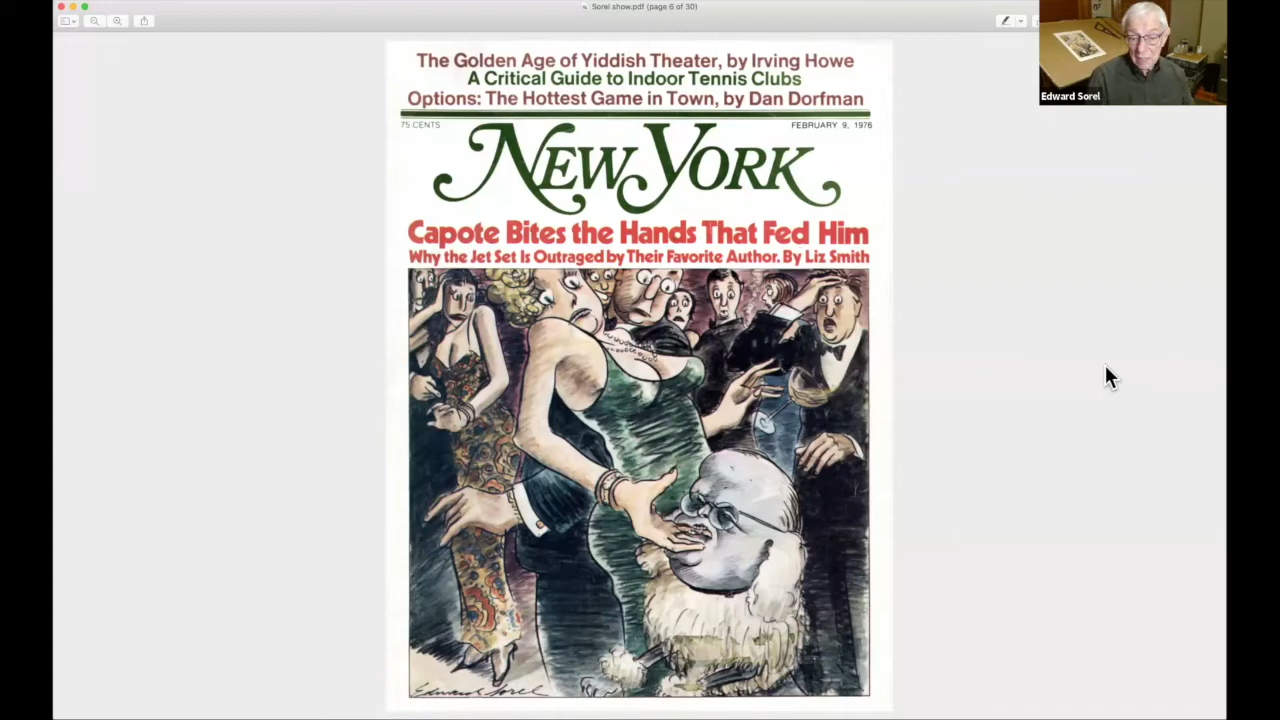 Sorel show.pdf (page 6 of 30)
Edward Sorel
The Golden Age of Yiddish Theater, by Irving Howe
A Critical Guide to Indoor Tennis Clubs
Options: The Hottest Game in Town, by Dan Dorfman
75 CENTS
FEBRUARY 9, 1976
NEW YORK
Capote Bites the Hands That Fed Him
Why the Jet Set Is Outraged by Their Favorite Author. By Liz Smith
Edward Sorel